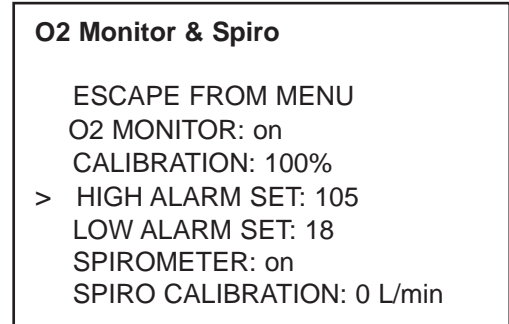 O2 Monitor & Spiro
ESCAPE FROM MENU
O2 MONITOR: on
CALIBRATION: 100%
> HIGH ALARM SET: 105
LOW ALARM SET: 18
SPIROMETER: on
SPIRO CALIBRATION: 0 L/min